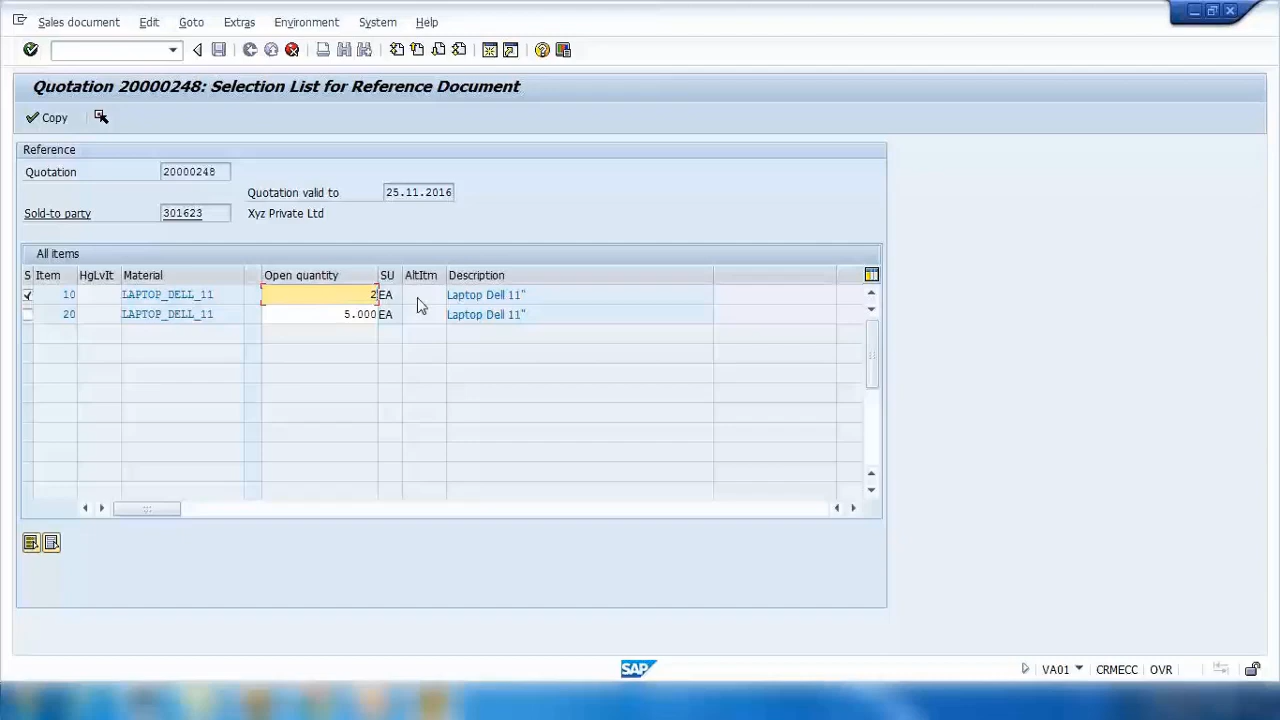 Sales document Edit Goto Extras Environment System Help
Quotation 20000248: Selection List for Reference Document
Copy
Reference
Quotation 20000248
Quotation valid to 25.11.2016
Sold-to party 301623 Xyz Private Ltd
All items
S Item HgLvIt Material Open quantity SU AltItm Description
10 LAPTOP_DELL_11 2 EA Laptop Dell 11"
20 LAPTOP_DELL_11 5.000 EA Laptop Dell 11"
SAP VA01 CRMECC OVR